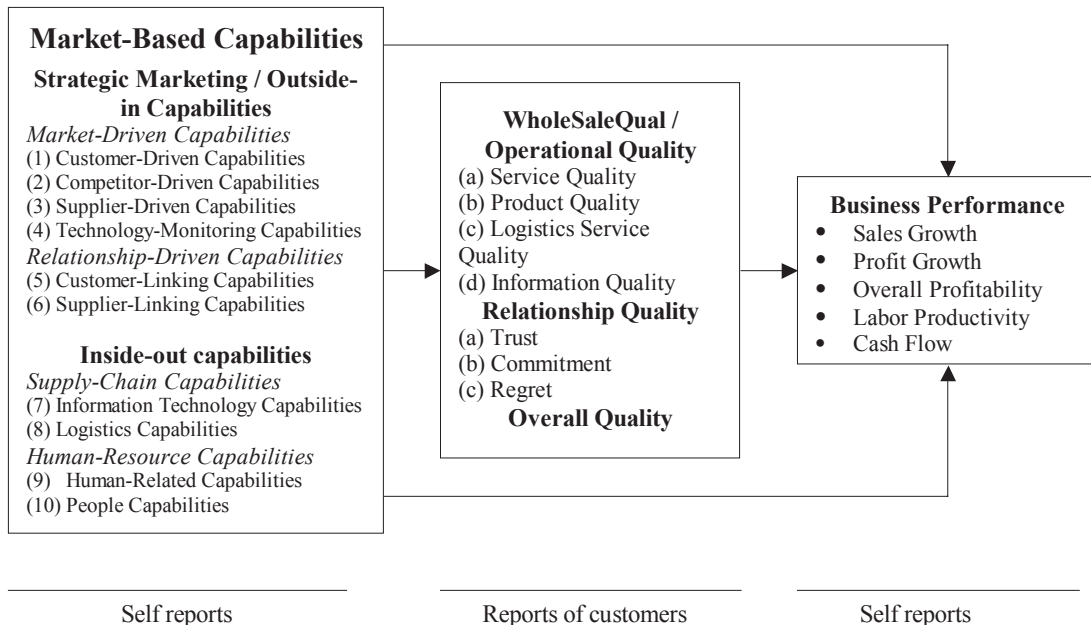 Market-Based Capabilities
Strategic Marketing / Outside-
in Capabilities
Market-Driven Capabilities
(1) Customer-Driven Capabilities
(2) Competitor-Driven Capabilities
(3) Supplier-Driven Capabilities
(4) Technology-Monitoring Capabilities
Relationship-Driven Capabilities
(5) Customer-Linking Capabilities
(6) Supplier-Linking Capabilities
Inside-out capabilities
Supply-Chain Capabilities
(7) Information Technology Capabilities
(8) Logistics Capabilities
Human-Resource Capabilities
(9) Human-Related Capabilities
(10) People Capabilities
WholeSaleQual /
Operational Quality
(a) Service Quality
(b) Product Quality
(c) Logistics Service
Quality
(d) Information Quality
Relationship Quality
(a) Trust
(b) Commitment
(c) Regret
Overall Quality
Business Performance
• Sales Growth
• Profit Growth
• Overall Profitability
• Labor Productivity
• Cash Flow
Self reports
Reports of customers
Self reports